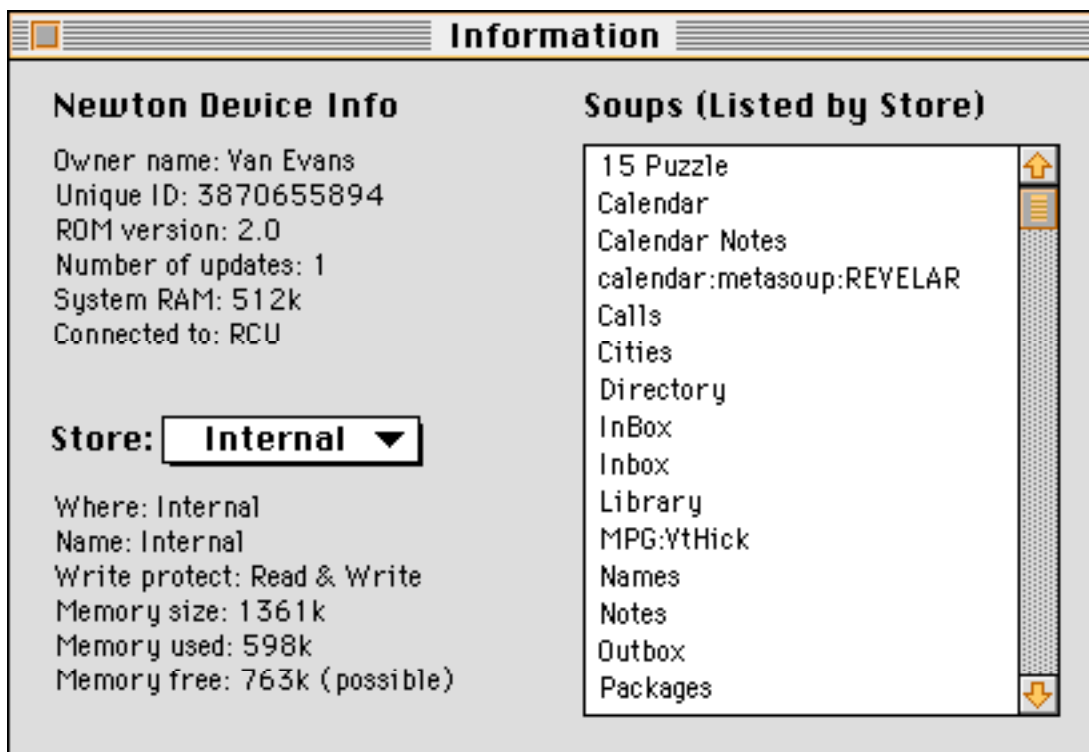 Information
Newton Device Info
Owner name: Van Evans
Unique ID: 3870655894
ROM version: 2.0
Number of updates: 1
System RAM: 512k
Connected to: RCU
Store: Internal
Where: Internal
Name: Internal
Write protect: Read & Write
Memory size: 1361k
Memory used: 598k
Memory free: 763k (possible)
Soups (Listed by Store)
15 Puzzle
Calendar
Calendar Notes
calendar:metasoup:REVELAR
Calls
Cities
Directory
InBox
Inbox
Library
MPG:VtHick
Names
Notes
Outbox
Packages